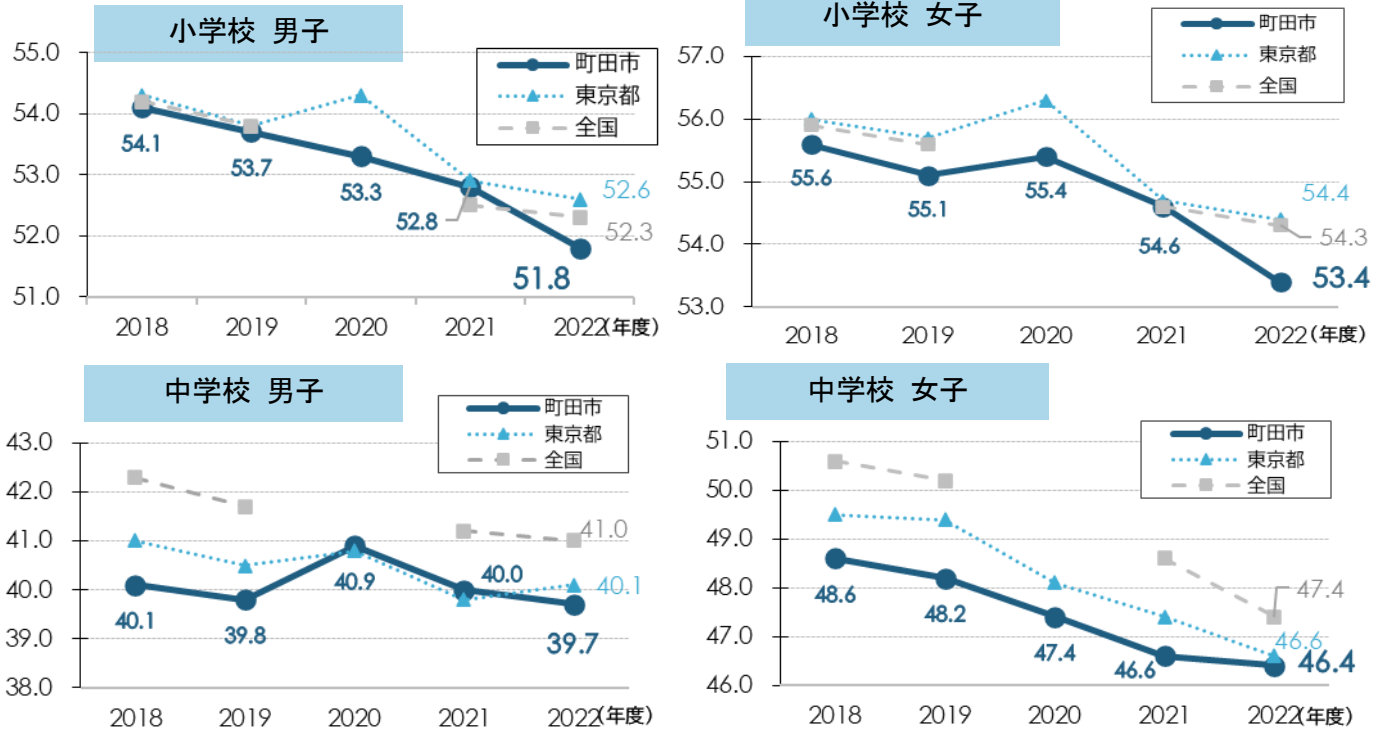 小学校 男子
町田市
東京都
全国
55.0
54.0
53.0
52.0
51.0
54.1
53.7
53.3
52.8
51.8
52.6
52.3
2018 2019 2020 2021 2022(年度)
小学校 女子
町田市
東京都
全国
57.0
56.0
55.0
54.0
53.0
55.6
55.1
55.4
54.6
53.4
54.4
54.3
2018 2019 2020 2021 2022(年度)
中学校 男子
町田市
東京都
全国
43.0
42.0
41.0
40.0
39.0
38.0
40.1
39.8
40.9
40.0
39.7
41.0
40.1
2018 2019 2020 2021 2022(年度)
中学校 女子
町田市
東京都
全国
51.0
50.0
49.0
48.0
47.0
46.0
48.6
48.2
47.4
46.6
46.4
47.4
46.6
2018 2019 2020 2021 2022(年度)